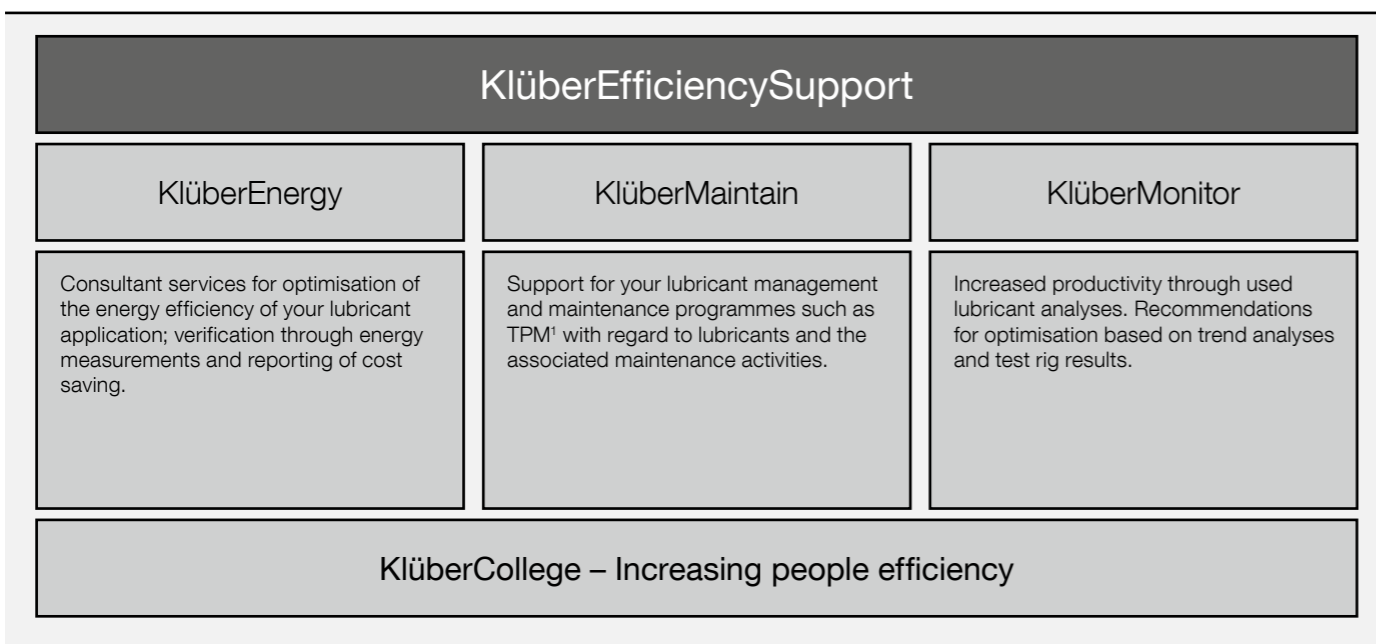 KlüberEfficiencySupport
KlüberEnergy
Consultant services for optimisation of
the energy efficiency of your lubricant
application; verification through energy
measurements and reporting of cost
saving.
KlüberMaintain
Support for your lubricant management
and maintenance programmes such as
TPM¹ with regard to lubricants and the
associated maintenance activities.
KlüberMonitor
Increased productivity through used
lubricant analyses. Recommendations
for optimisation based on trend analyses
and test rig results.
KlüberCollege – Increasing people efficiency